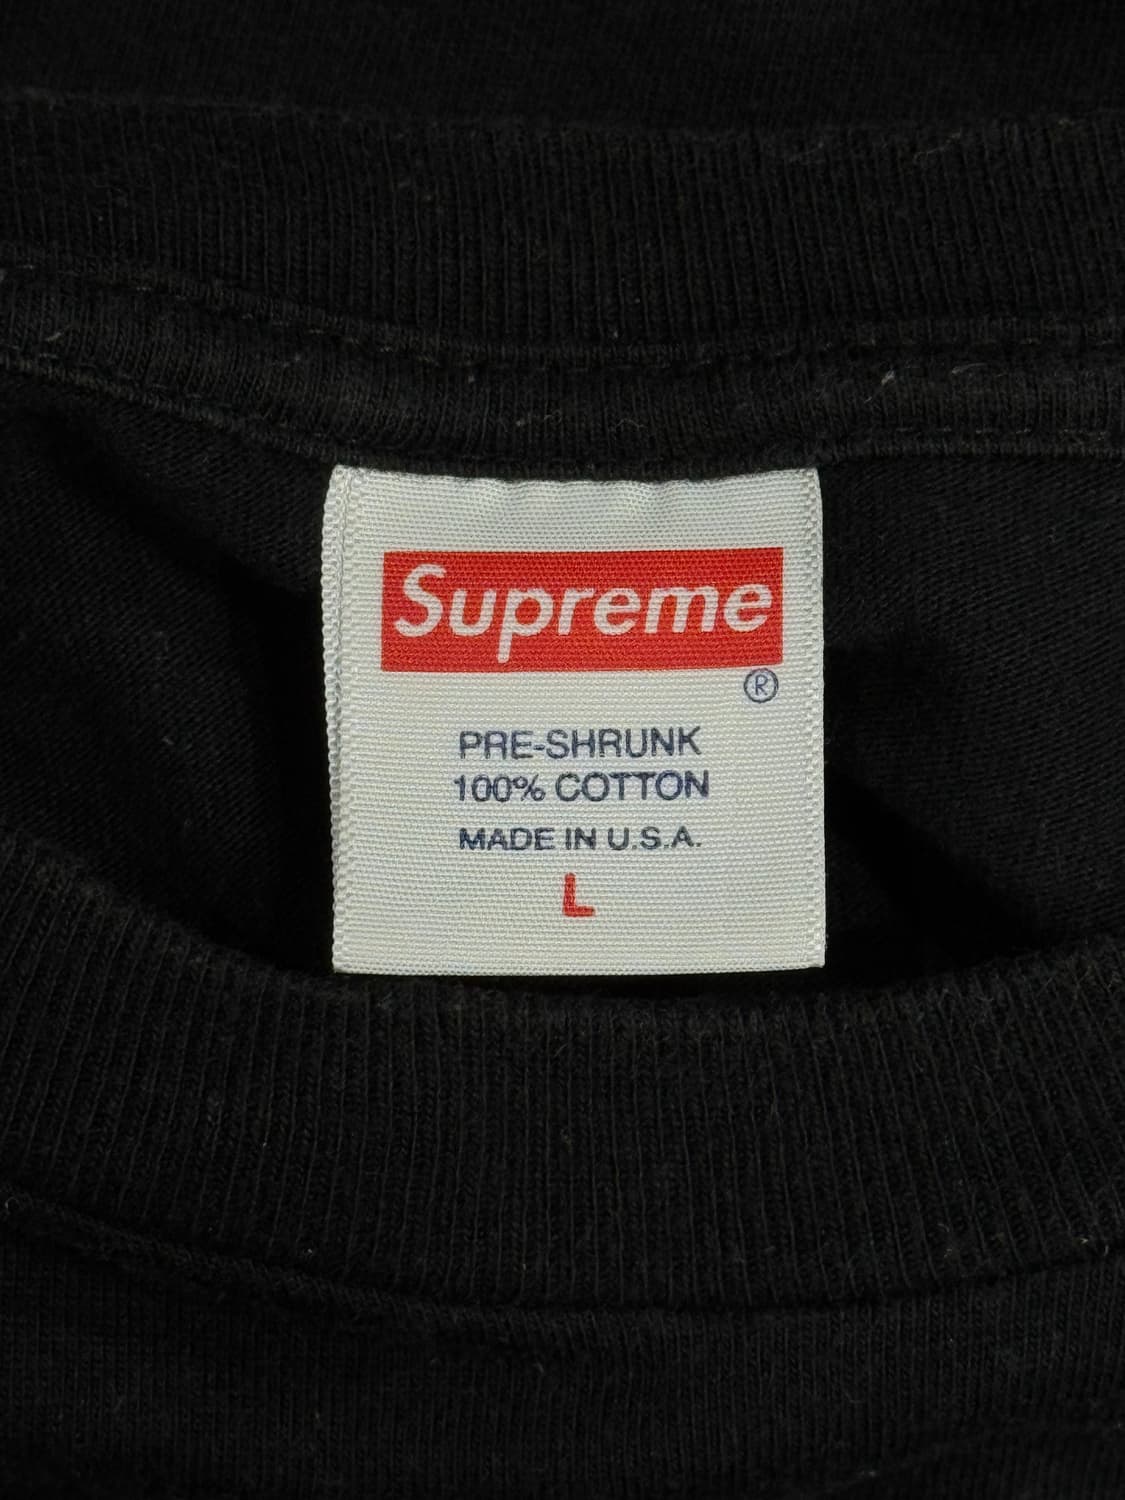 Supreme
®
PRE-SHRUNK
100% COTTON
MADE IN U.S.A.
L